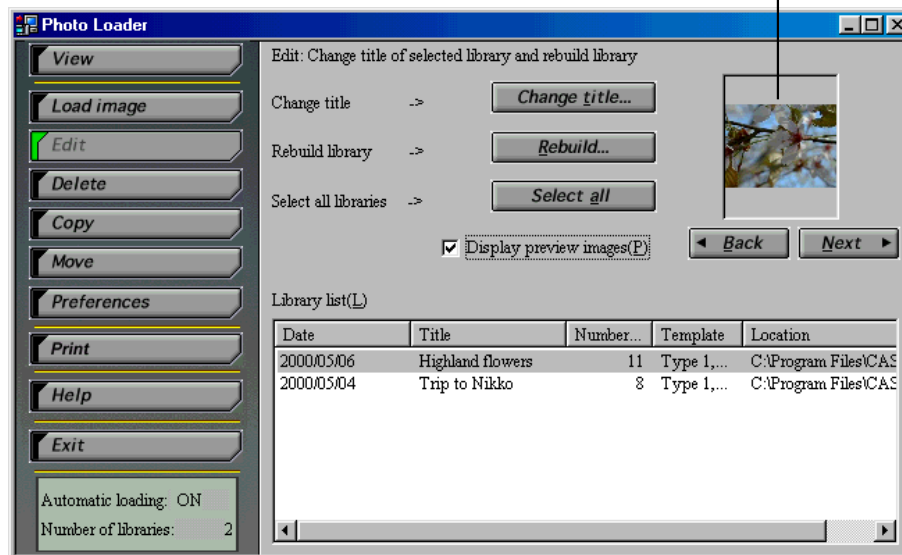 Photo Loader
View
Load image
Edit
Delete
Copy
Move
Preferences
Print
Help
Exit
Automatic loading: ON
Number of libraries: 2
Edit: Change title of selected library and rebuild library
Change title -> Change title...
Rebuild library -> Rebuild...
Select all libraries -> Select all
Display preview images(P)
Back Next
Library list(L)
Date Title Number... Template Location
2000/05/06 Highland flowers 11 Type 1,... C:\Program Files\CAS
2000/05/04 Trip to Nikko 8 Type 1,... C:\Program Files\CAS